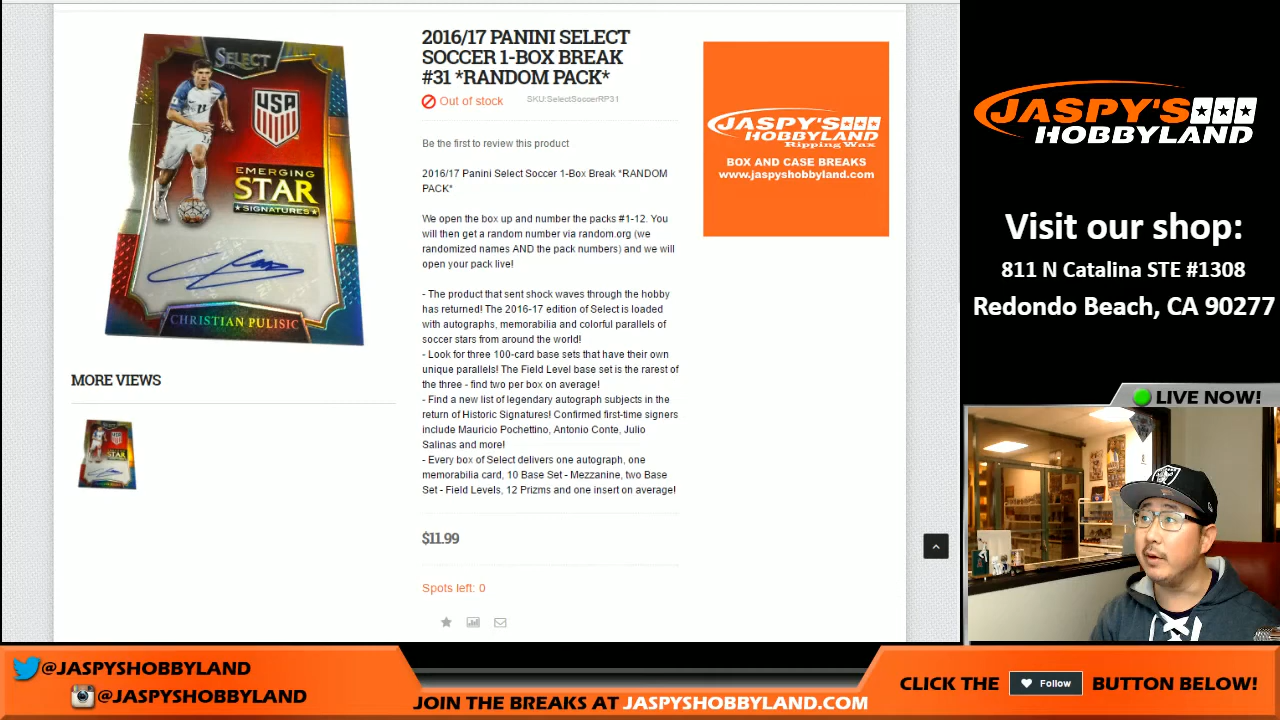 SELECT
USA
EMERGING
STAR
SIGNATURES
CHRISTIAN PULISIC
MORE VIEWS
2016/17 PANINI SELECT
SOCCER 1-BOX BREAK
#31 *RANDOM PACK*
Out of stock
SKU:SelectSoccerRP31
Be the first to review this product
2016/17 Panini Select Soccer 1-Box Break *RANDOM
PACK*
We open the box up and number the packs #1-12. You
will then get a random number via random.org (we
randomized names AND the pack numbers) and we will
open your pack live!
- The product that sent shock waves through the hobby
has returned! The 2016-17 edition of Select is loaded
with autographs, memorabilia and colorful parallels of
soccer stars from around the world!
- Look for three 100-card base sets that have their own
unique parallels! The Field Level base set is the rarest of
the three - find two per box on average!
- Find a new list of legendary autograph subjects in the
return of Historic Signatures! Confirmed first-time signers
include Mauricio Pochettino, Antonio Conte, Julio
Salinas and more!
- Every box of Select delivers one autograph, one
memorabilia card, 10 Base Set - Mezzanine, two Base
Set - Field Levels, 12 Prizms and one insert on average!
$11.99
Spots left: 0
JASPY'S
HOBBYLAND
Ripping Wax
BOX AND CASE BREAKS
www.jaspyshobbyland.com
JASPY'S
HOBBYLAND
Visit our shop:
811 N Catalina STE #1308
Redondo Beach, CA 90277
LIVE NOW!
@JASPYSHOBBYLAND
@JASPYSHOBBYLAND
JOIN THE BREAKS AT JASPYSHOBBYLAND.COM
CLICK THE Follow BUTTON BELOW!